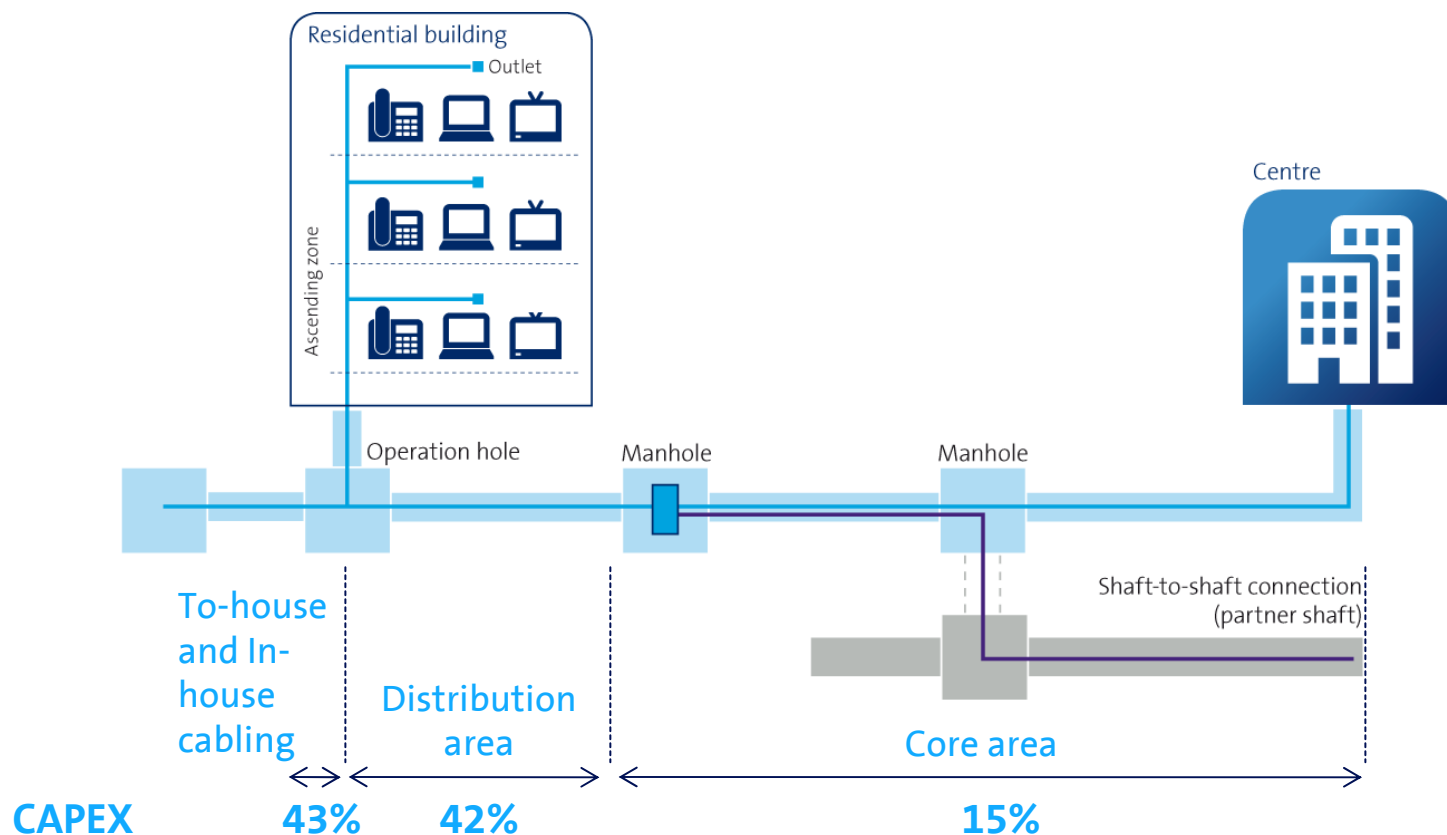 Residential building
Outlet
Ascending zone
Centre
Operation hole
Manhole
Manhole
Shaft-to-shaft connection
(partner shaft)
To-house
and In-
house
cabling
Distribution
area
Core area
CAPEX 43% 42% 15%